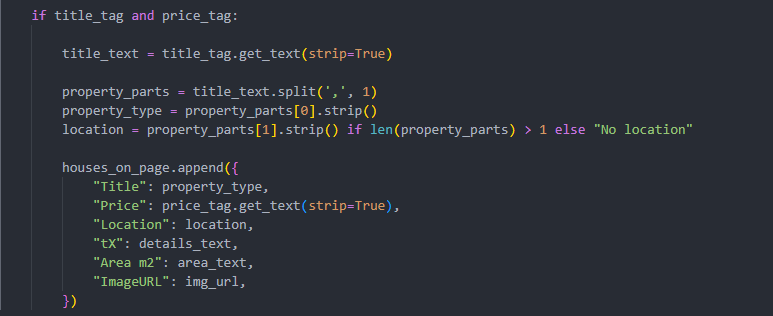 if title_tag and price_tag:
title_text = title_tag.get_text(strip=True)
property_parts = title_text.split(',', 1)
property_type = property_parts[0].strip()
location = property_parts[1].strip() if len(property_parts) > 1 else "No location"
houses_on_page.append({
"Title": property_type,
"Price": price_tag.get_text(strip=True),
"Location": location,
"tX": details_text,
"Area m2": area_text,
"ImageURL": img_url,
})